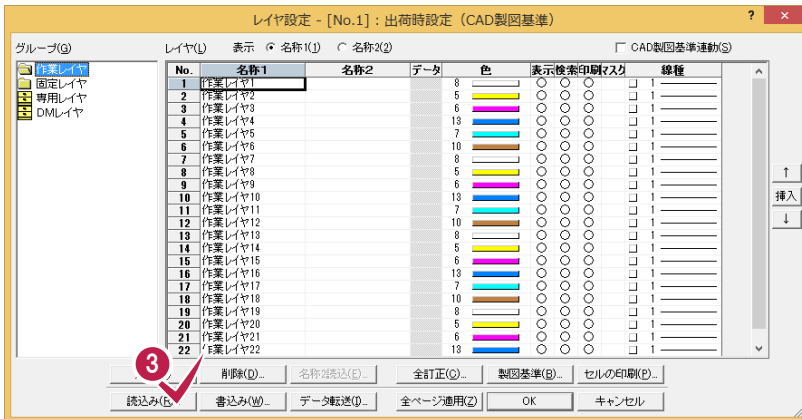 レイヤ設定 - [No.1]：出荷時設定（CAD製図基準） ? ×
グループ(G) レイヤ(L) 表示 名称1(1) 名称2(2) CAD製図基準連動(S)
作業レイヤ
固定レイヤ
専用レイヤ
DMレイヤ
No. 名称1 名称2 データ 色 表示 検索 印刷 マスク 線種
1 作業レイヤ1 8 1
2 作業レイヤ2 5 1
3 作業レイヤ3 6 1
4 作業レイヤ4 13 1
5 作業レイヤ5 7 1
6 作業レイヤ6 10 1
7 作業レイヤ7 8 1
8 作業レイヤ8 5 1
9 作業レイヤ9 6 1
10 作業レイヤ10 13 1
11 作業レイヤ11 7 1
12 作業レイヤ12 10 1
13 作業レイヤ13 8 1
14 作業レイヤ14 5 1
15 作業レイヤ15 6 1
16 作業レイヤ16 13 1
17 作業レイヤ17 7 1
18 作業レイヤ18 10 1
19 作業レイヤ19 8 1
20 作業レイヤ20 5 1
21 作業レイヤ21 6 1
22 作業レイヤ22 13 1
↑
挿入
↓
3
削除(D)... 名称2読込(E)... 全訂正(C)... 製図基準(B)... セルの印刷(P)...
読込み(R)... 書込み(W)... データ転送(I)... 全ページ適用(Z) OK キャンセル